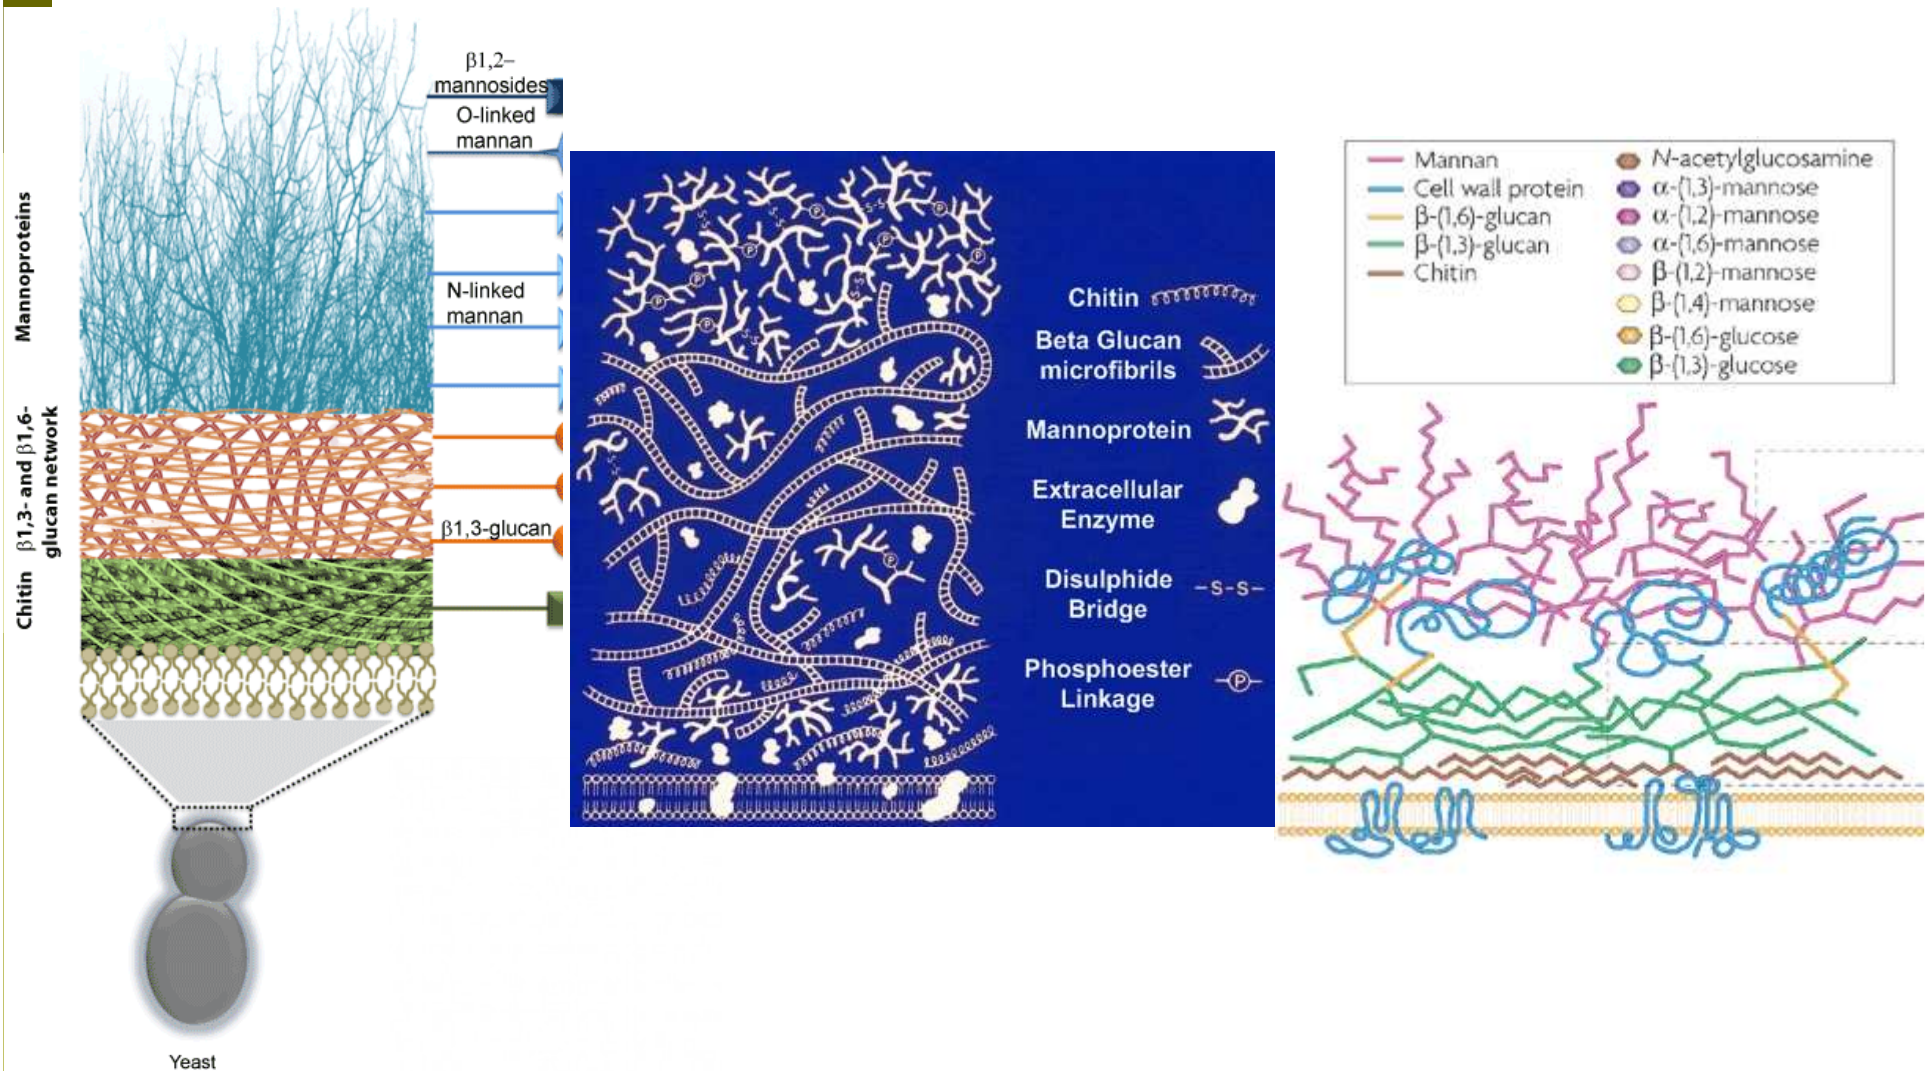 β1,2–
mannosides
O-linked
mannan
N-linked
mannan
β1,3-glucan
Mannoproteins
β1,3- and β1,6-
glucan network
Chitin
Yeast
Chitin
Beta Glucan
microfibrils
Mannoprotein
Extracellular
Enzyme
Disulphide
Bridge
–S–S–
Phosphoester
Linkage
P
Mannan
Cell wall protein
β-(1,6)-glucan
β-(1,3)-glucan
Chitin
N-acetylglucosamine
α-(1,3)-mannose
α-(1,2)-mannose
α-(1,6)-mannose
β-(1,2)-mannose
β-(1,4)-mannose
β-(1,6)-glucose
β-(1,3)-glucose